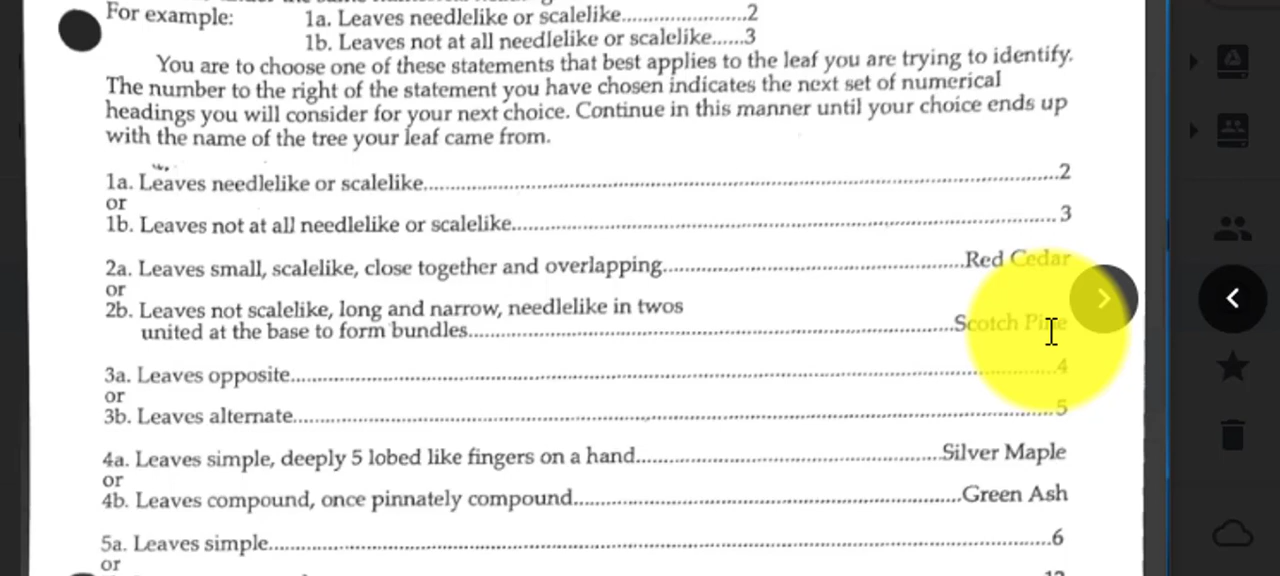 For example:	1a. Leaves needlelike or scalelike......................2
1b. Leaves not at all needlelike or scalelike......3
You are to choose one of these statements that best applies to the leaf you are trying to identify.
The number to the right of the statement you have chosen indicates the next set of numerical
headings you will consider for your next choice. Continue in this manner until your choice ends up
with the name of the tree your leaf came from.
1a. Leaves needlelike or scalelike......................2
or
1b. Leaves not at all needlelike or scalelike......................3
2a. Leaves small, scalelike, close together and overlapping......................Red Cedar
or
2b. Leaves not scalelike, long and narrow, needlelike in twos
united at the base to form bundles......................Scotch Pine
3a. Leaves opposite......................4
or
3b. Leaves alternate......................5
4a. Leaves simple, deeply 5 lobed like fingers on a hand......................Silver Maple
or
4b. Leaves compound, once pinnately compound......................Green Ash
5a. Leaves simple......................6
or